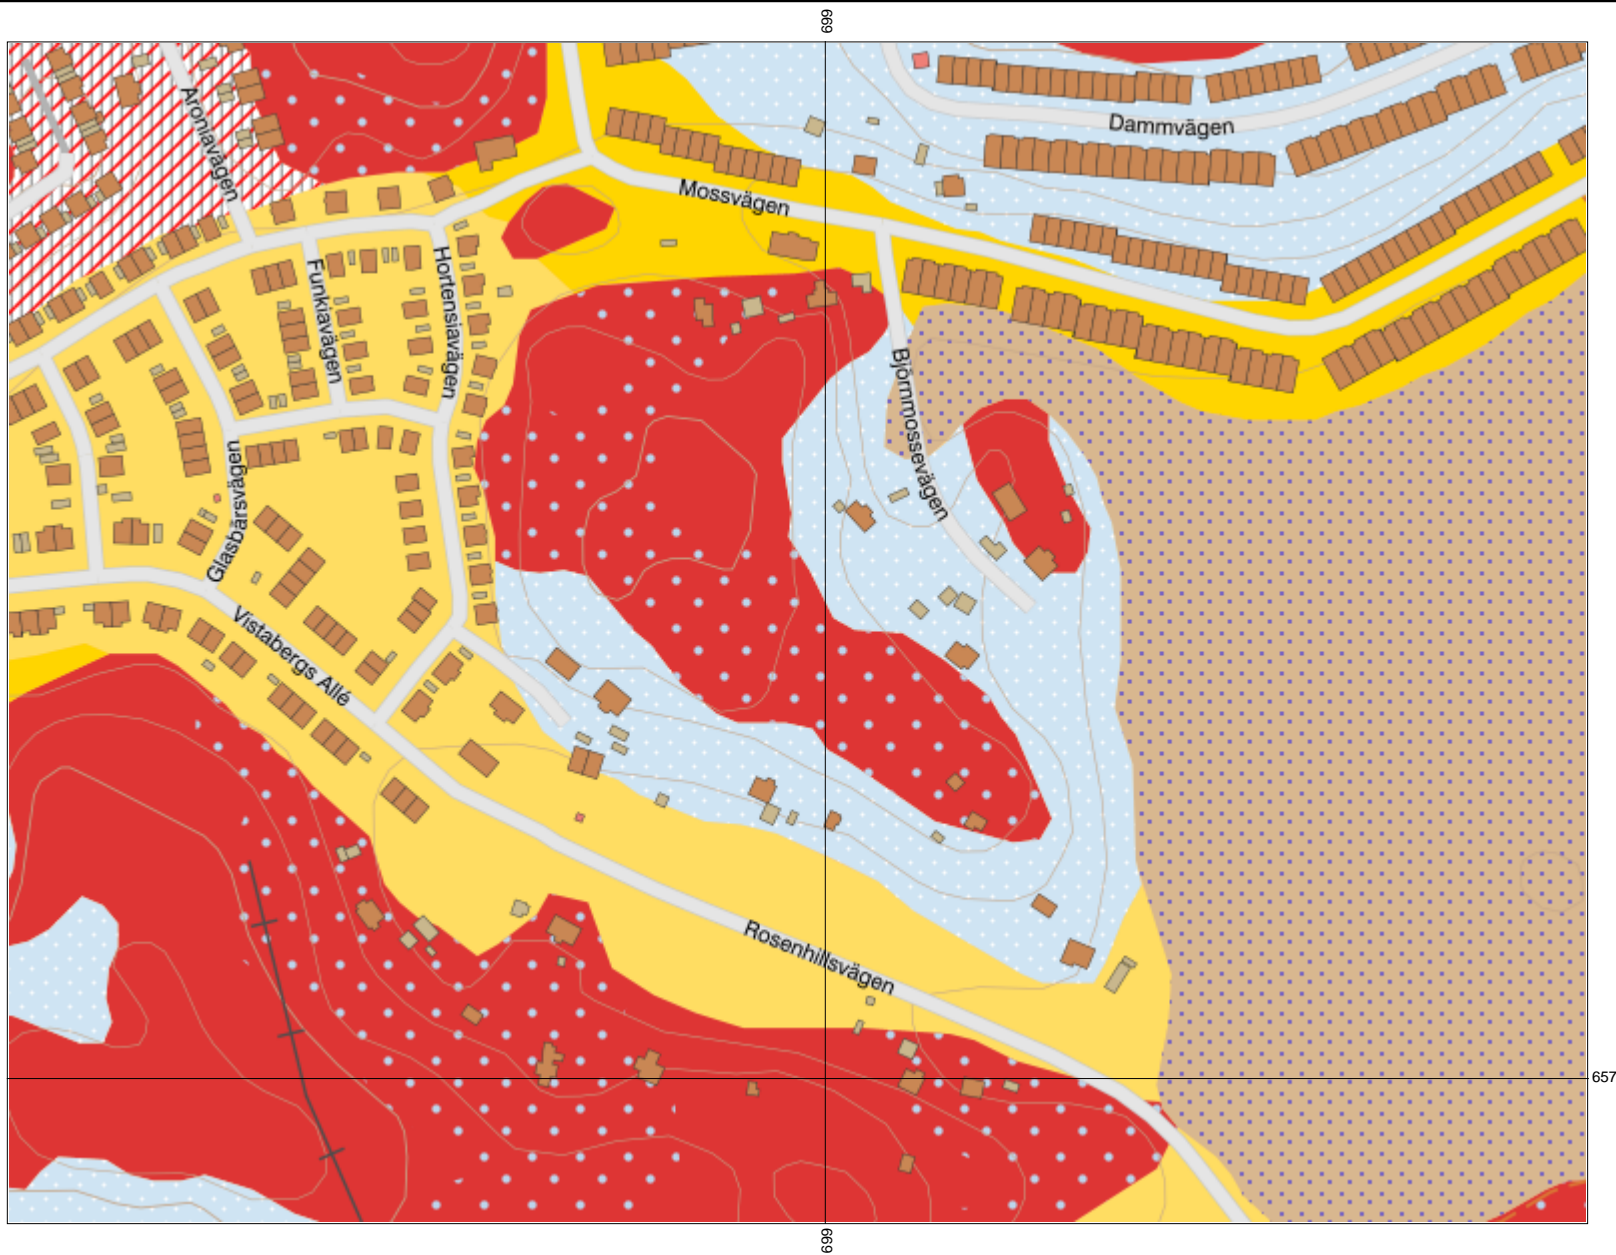 699
Aroniavägen
Dammvägen
Mossvägen
Funkiavägen
Hortensiavägen
Björnmossevägen
Glasbärsvägen
Vistabergs Allé
Rosenhillsvägen
657
699